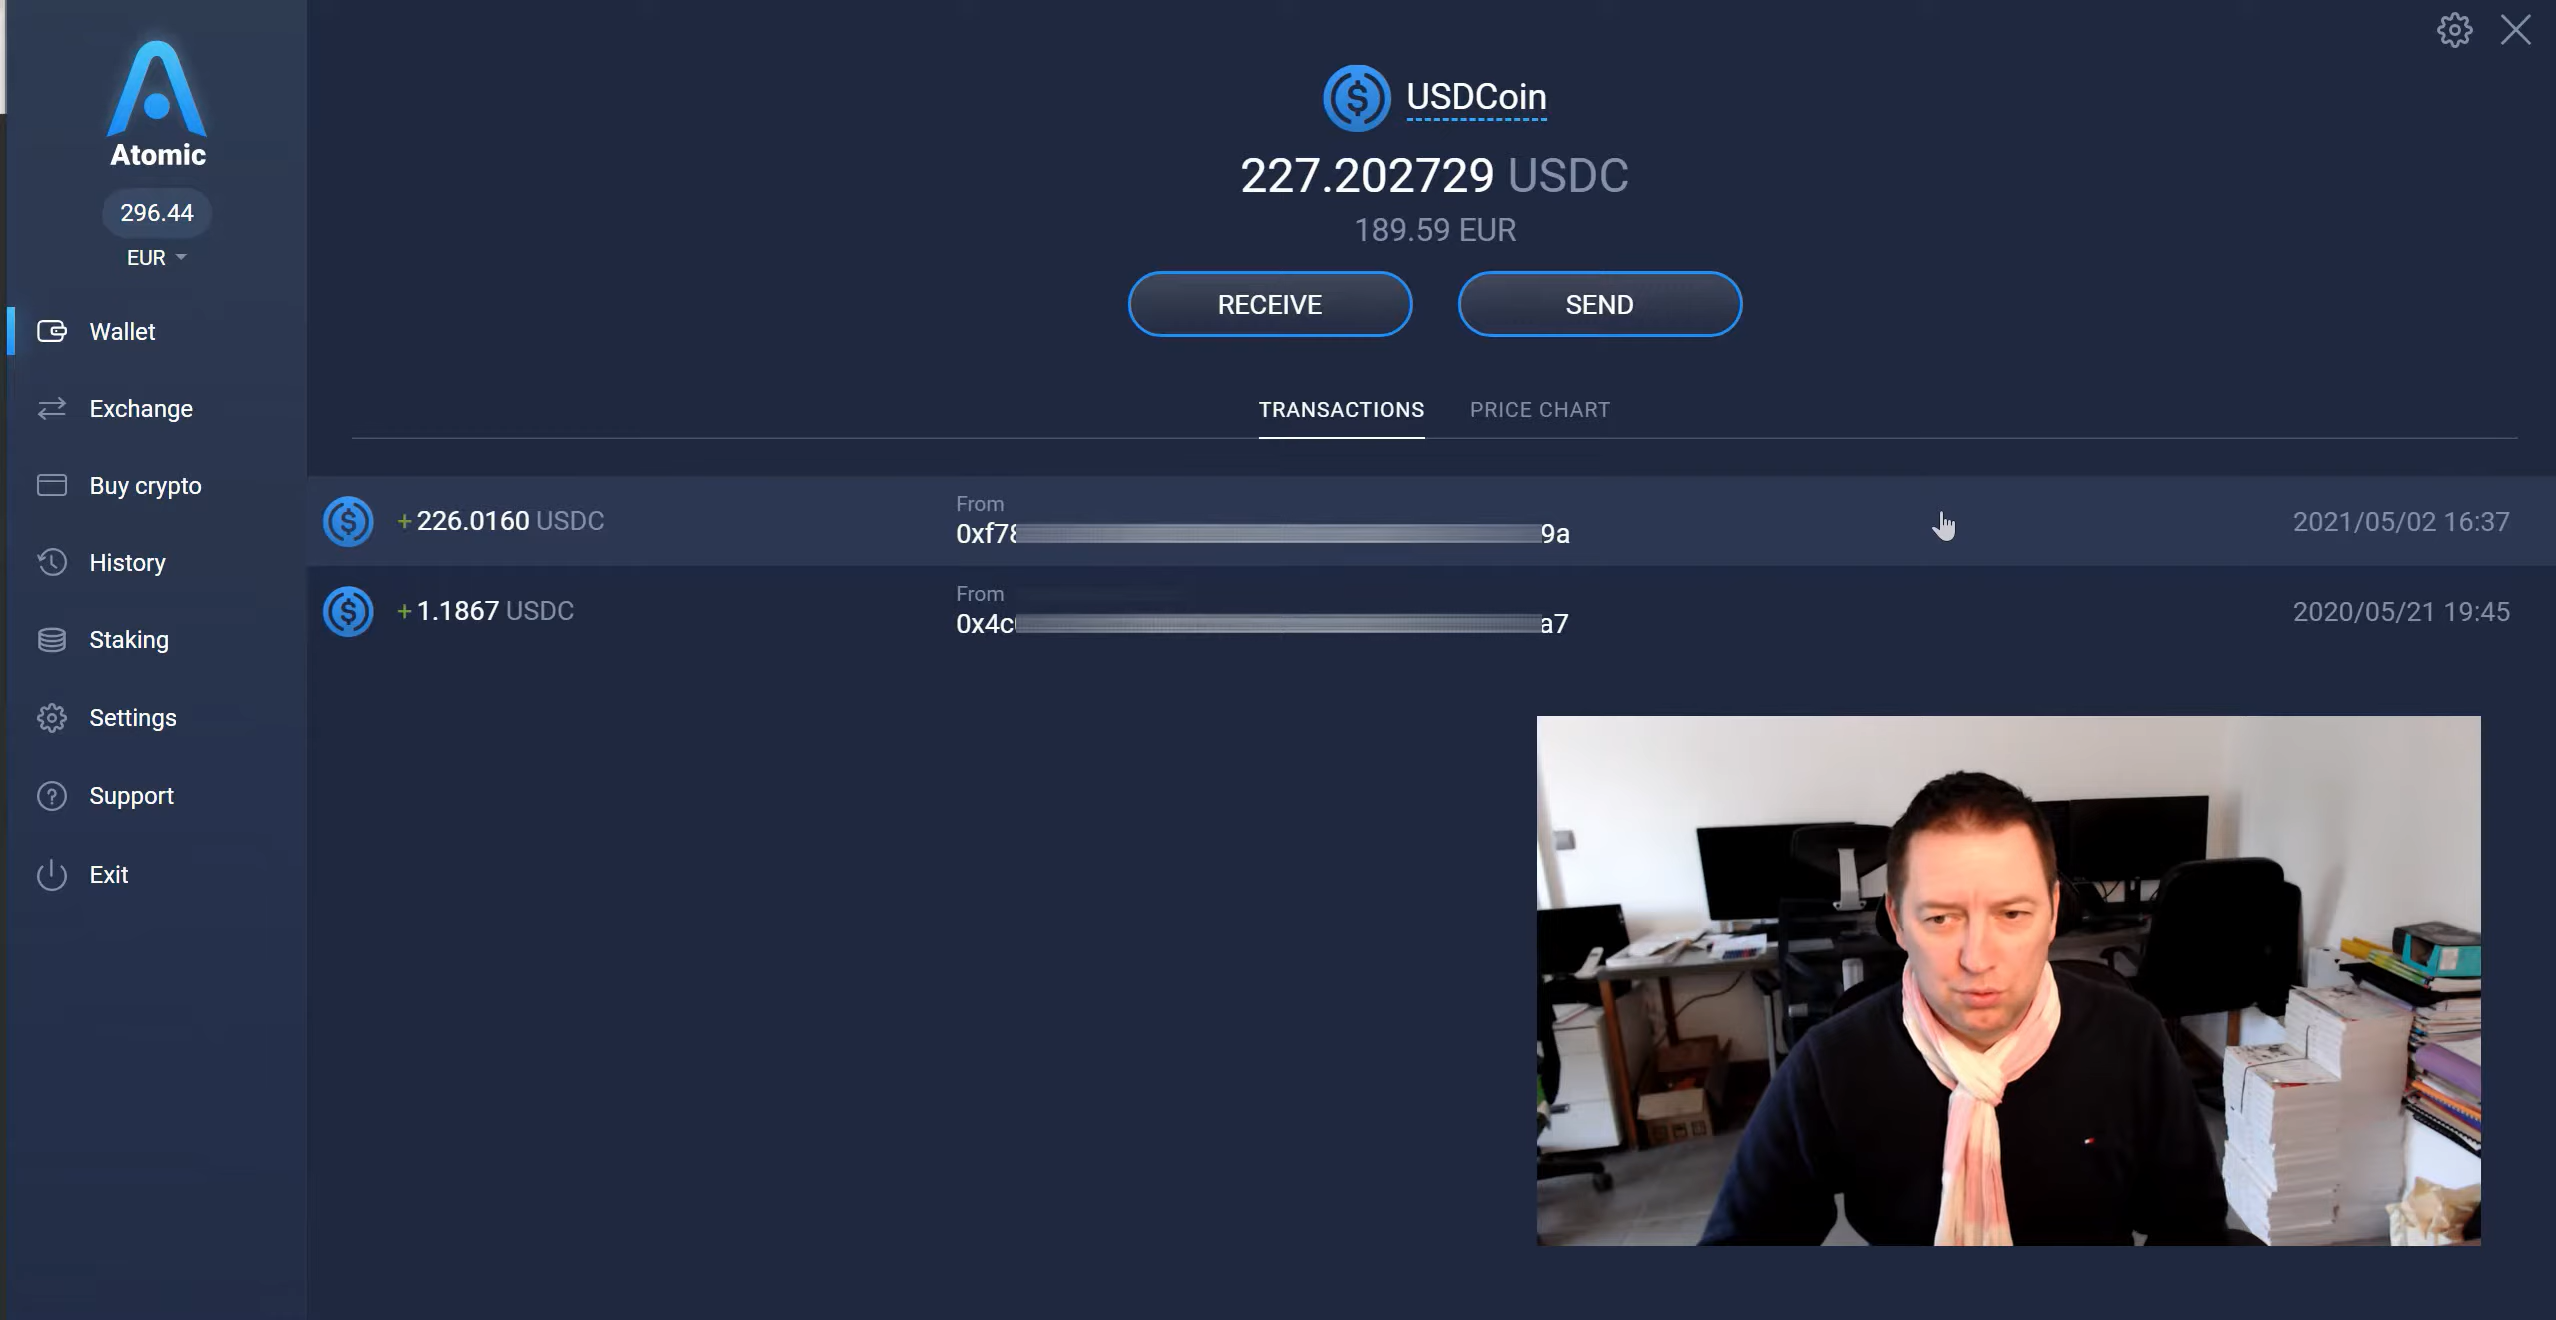 Atomic
296.44
EUR
Wallet
Exchange
Buy crypto
History
Staking
Settings
Support
Exit
USDCoin
227.202729 USDC
189.59 EUR
RECEIVE SEND
TRANSACTIONS PRICE CHART
+226.0160 USDC
From
0xf78 9a
2021/05/02 16:37
+1.1867 USDC
From
0x4c a7
2020/05/21 19:45